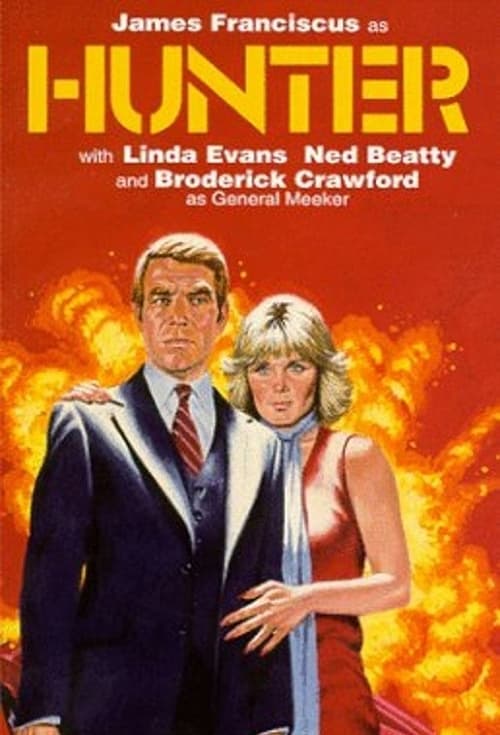 James Franciscus as
HUNTER
with Linda Evans Ned Beatty
and Broderick Crawford
as General Meeker